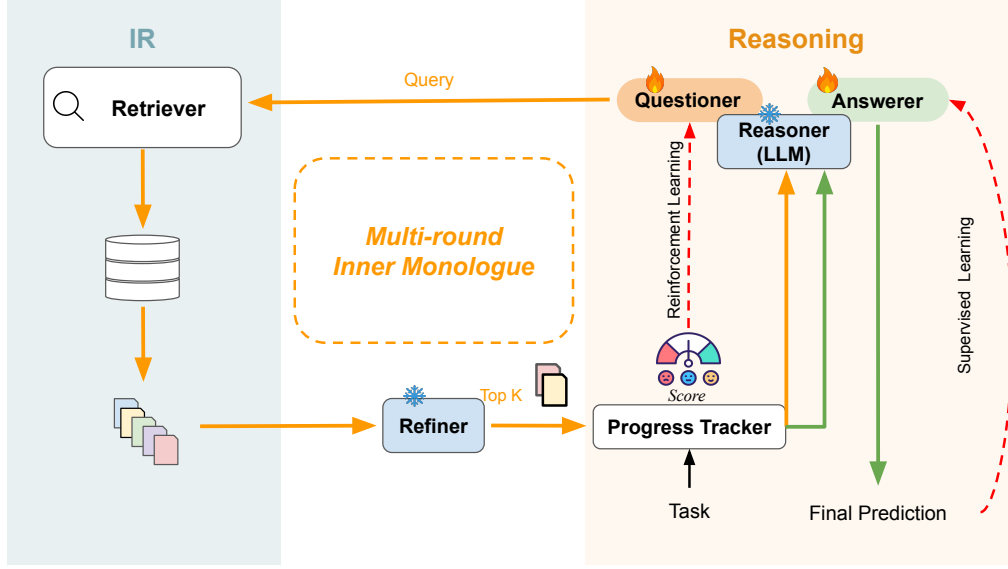 IR
Reasoning
Query
Retriever
Questioner
Answerer
Reasoner
(LLM)
Multi-round
Inner Monologue
Reinforcement Learning
Supervised Learning
Score
Top K
Refiner
Progress Tracker
Task
Final Prediction